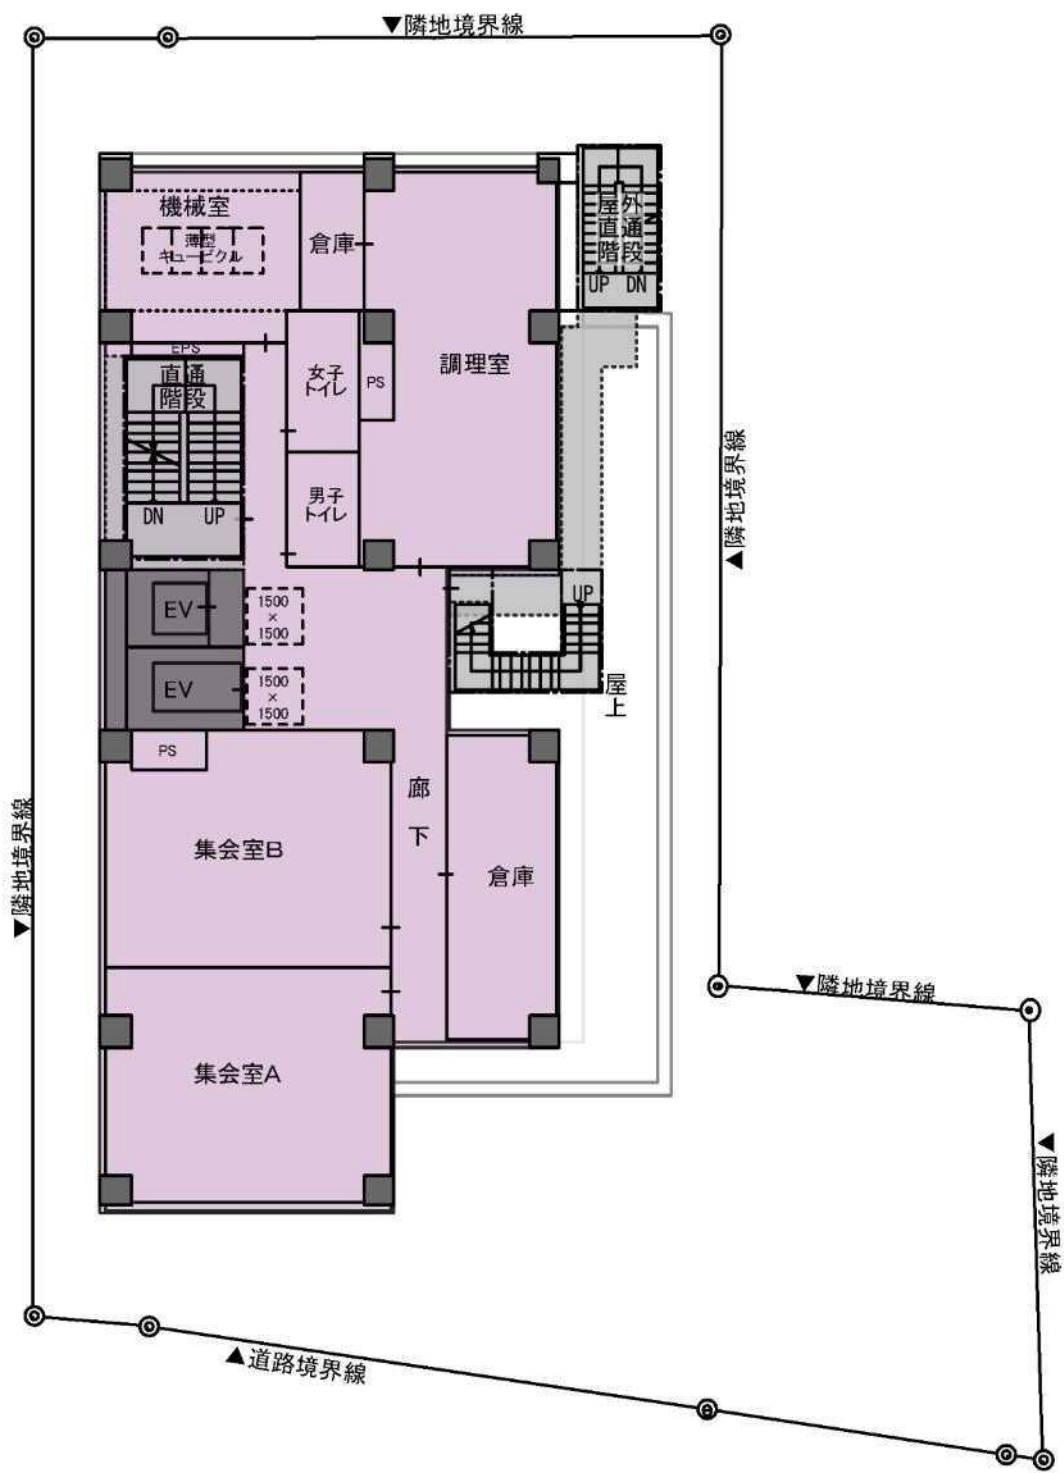 ▼隣地境界線
機械室
薄型
キュービクル
倉庫
屋外
直通
階段
UP DN
EPS
直通
階段
DN UP
女子
トイレ
PS
調理室
男子
トイレ
▲隣地境界線
EV
1500
×
1500
UP
EV
1500
×
1500
屋上
PS
廊下
集会室B
倉庫
▼隣地境界線
▼隣地境界線
集会室A
▼隣地境界線
▲道路境界線